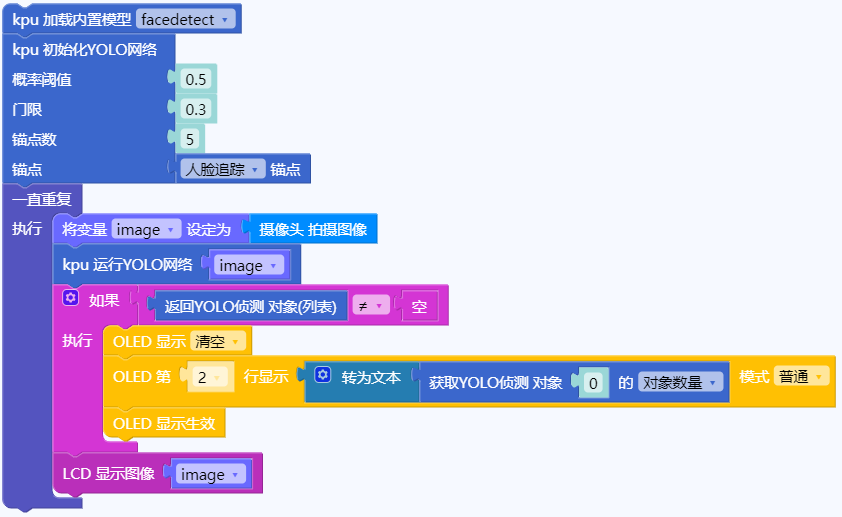 kpu 加载内置模型 facedetect
kpu 初始化YOLO网络
概率阈值 0.5
门限 0.3
锚点数 5
锚点 人脸追踪 锚点
一直重复
执行 将变量 image 设定为 摄像头 拍摄图像
kpu 运行YOLO网络 image
如果 返回YOLO侦测 对象(列表) ≠ 空
执行 OLED 显示 清空
OLED 第 2 行显示 转为文本 获取YOLO侦测 对象 0 的 对象数量 模式 普通
OLED 显示生效
LCD 显示图像 image